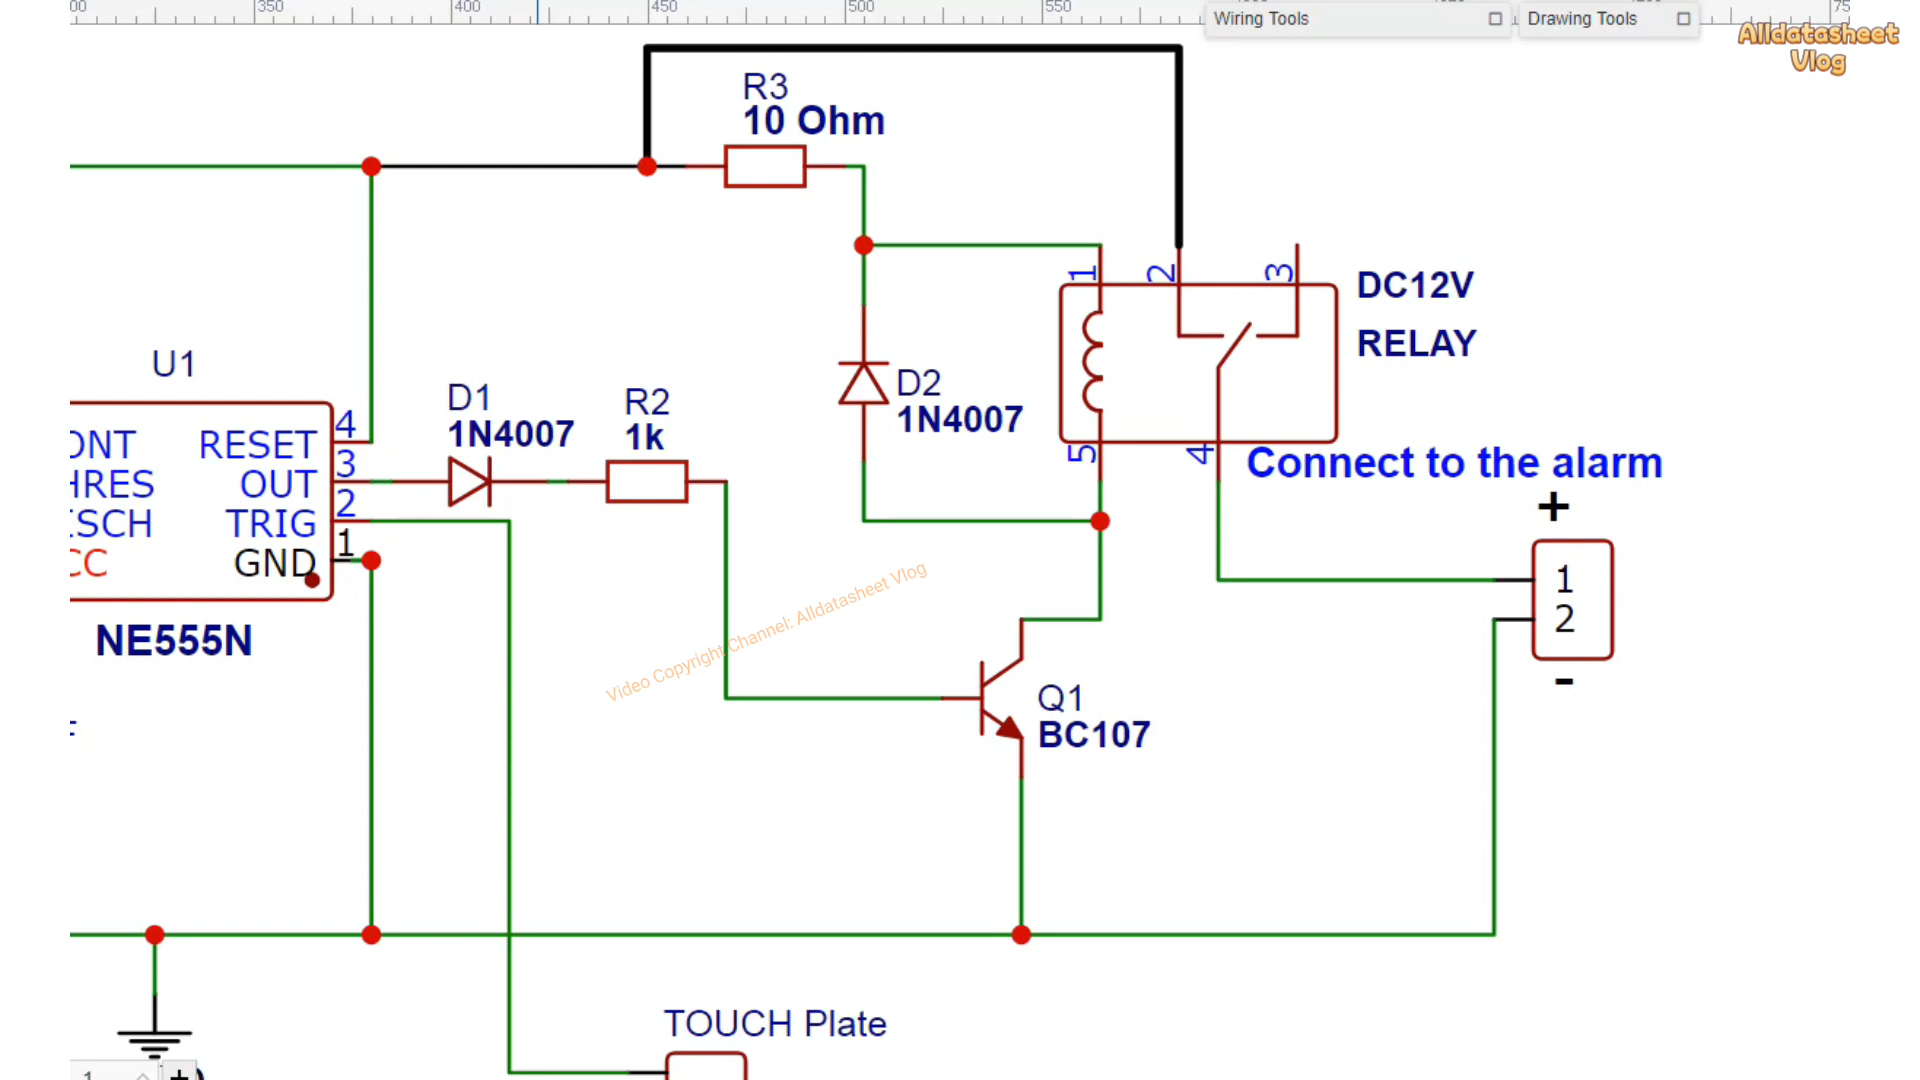 350
400
450
500
550
Wiring Tools
Drawing Tools
Alldatasheet
Vlog
R3
10 Ohm
1
2
3
DC12V
RELAY
U1
D1
1N4007
R2
1k
D2
1N4007
4
RESET
3
OUT
2
TRIG
1
GND
5
4
Connect to the alarm
+
1
2
-
NE555N
Video Copyright Channel: Alldatasheet Vlog
Q1
BC107
TOUCH Plate
1
+